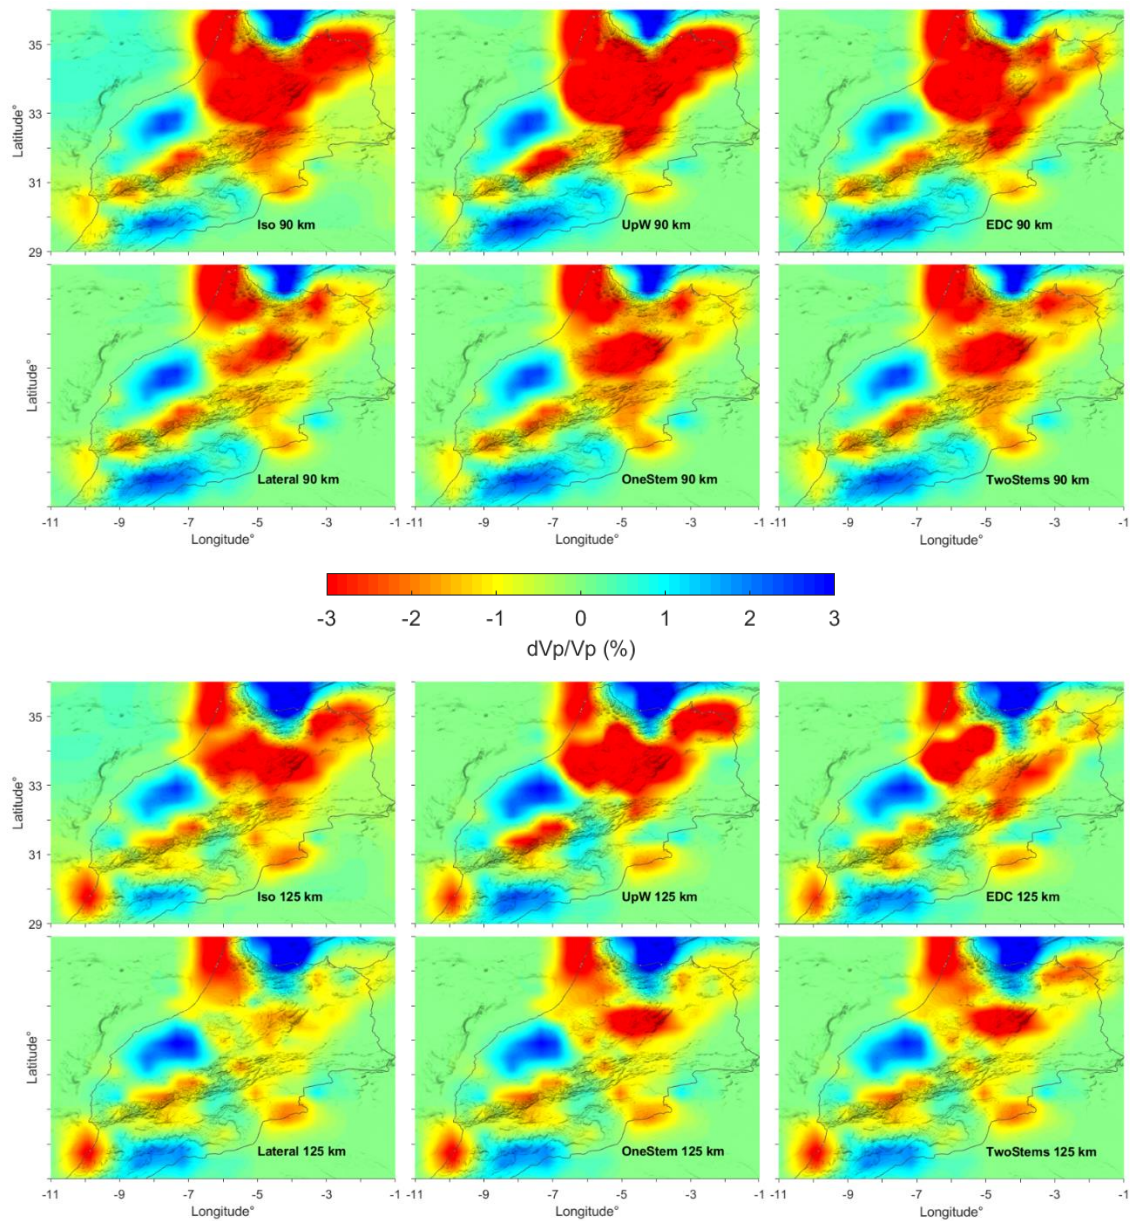 35
33
31
29
Latitude°
Iso 90 km
UpW 90 km
EDC 90 km
Latitude°
Lateral 90 km
OneStem 90 km
TwoStems 90 km
-11 -9 -7 -5 -3 -1 -11 -9 -7 -5 -3 -1 -11 -9 -7 -5 -3 -1
Longitude° Longitude° Longitude°
-3 -2 -1 0 1 2 3
dVp/Vp (%)
35
33
31
29
Latitude°
Iso 125 km
UpW 125 km
EDC 125 km
Latitude°
Lateral 125 km
OneStem 125 km
TwoStems 125 km
-11 -9 -7 -5 -3 -1 -11 -9 -7 -5 -3 -1 -11 -9 -7 -5 -3 -1
Longitude° Longitude° Longitude°